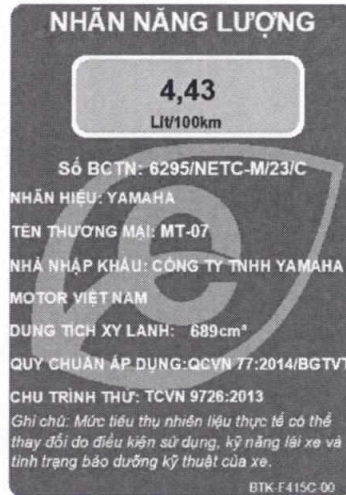 NHÃN NĂNG LƯỢNG
4,43
Lít/100km
Số BCTN: 6295/NETC-M/23/C
NHÃN HIỆU: YAMAHA
TÊN THƯƠNG MẠI: MT-07
NHÀ NHẬP KHẨU: CÔNG TY TNHH YAMAHA
MOTOR VIỆT NAM
DUNG TÍCH XY LANH: 689cm³
QUY CHUẨN ÁP DỤNG:QCVN 77:2014/BGTVT
CHU TRÌNH THỬ: TCVN 9726:2013
Ghi chú: Mức tiêu thụ nhiên liệu thực tế có thể
thay đổi do điều kiện sử dụng, kỹ năng lái xe và
tình trạng bảo dưỡng kỹ thuật của xe.
BTK-F415C-00